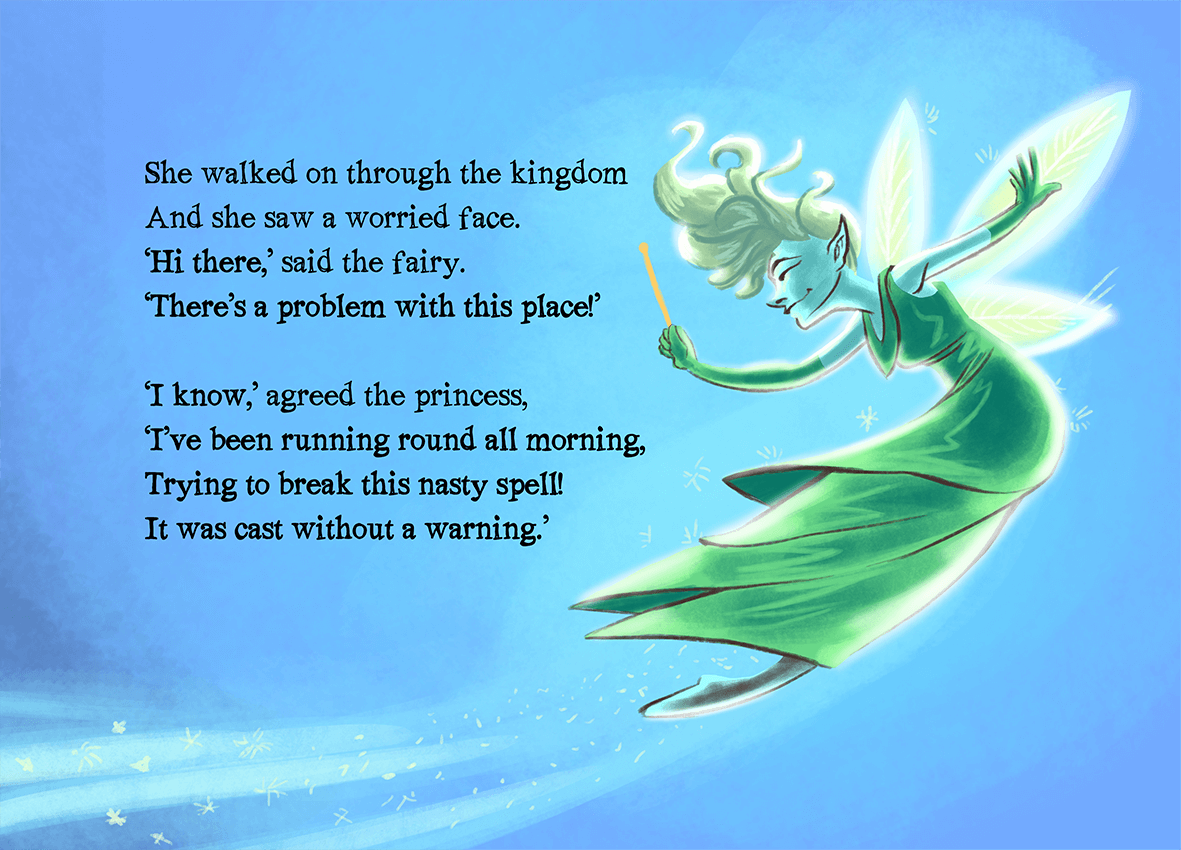 She walked on through the kingdom
And she saw a worried face.
‘Hi there,’ said the fairy.
‘There’s a problem with this place!’
‘I know,’ agreed the princess,
‘I’ve been running round all morning,
Trying to break this nasty spell!
It was cast without a warning.’